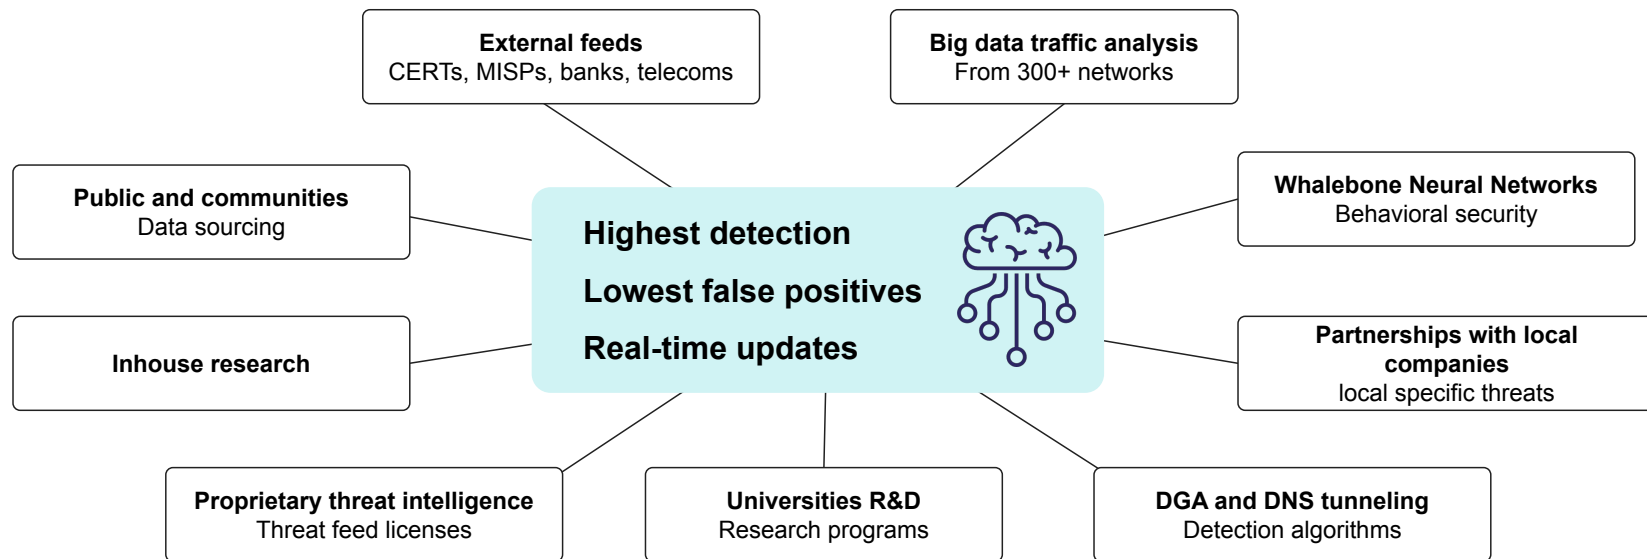 External feeds
CERTs, MISPs, banks, telecoms
Big data traffic analysis
From 300+ networks
Public and communities
Data sourcing
Whalebone Neural Networks
Behavioral security
Highest detection
Lowest false positives
Real-time updates
Inhouse research
Partnerships with local
companies
local specific threats
Proprietary threat intelligence
Threat feed licenses
Universities R&D
Research programs
DGA and DNS tunneling
Detection algorithms